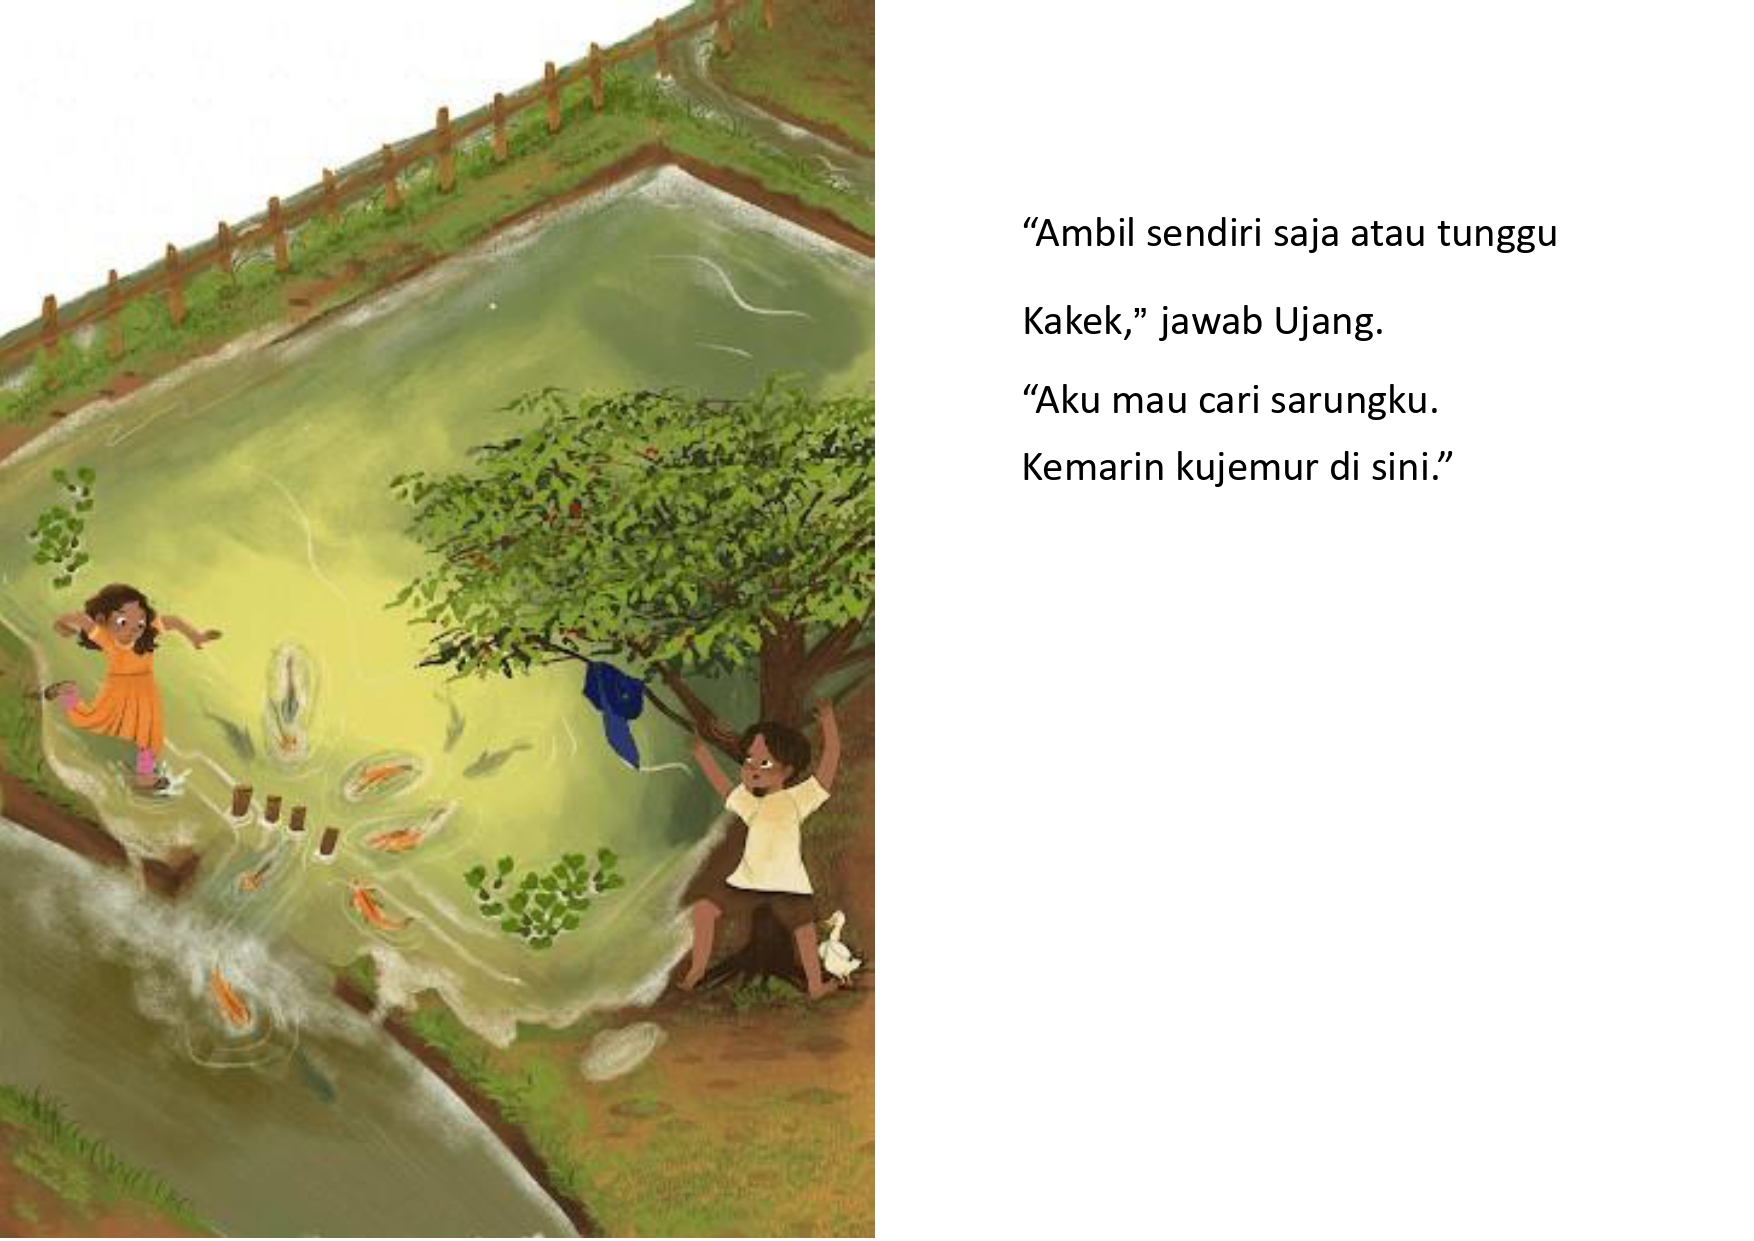 “Ambil sendiri saja atau tunggu
Kakek,” jawab Ujang.
“Aku mau cari sarungku.
Kemarin kujemur di sini.”